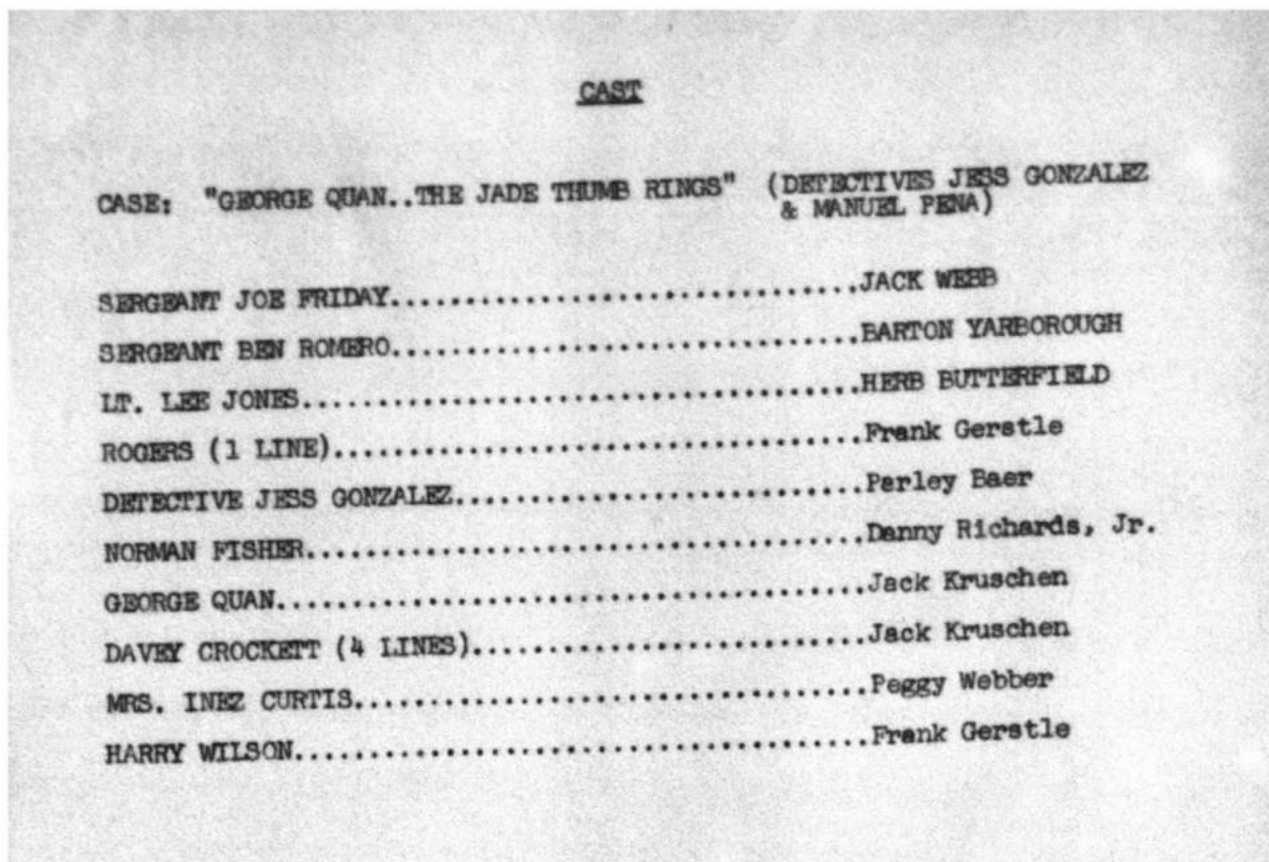 CAST
CASE: "GEORGE QUAN..THE JADE THUMB RINGS" (DETECTIVES JESS GONZALEZ
& MANUEL PENA)
SERGEANT JOE FRIDAY...............................JACK WEBB
SERGEANT BEN ROMERO...............................BARTON YARBOROUGH
LT. LEE JONES.....................................HERB BUTTERFIELD
ROGERS (1 LINE)...................................Frank Gerstle
DETECTIVE JESS GONZALEZ...........................Parley Baer
NORMAN FISHER.....................................Danny Richards, Jr.
GEORGE QUAN.......................................Jack Kruschen
DAVEY CROCKETT (4 LINES)..........................Jack Kruschen
MRS. INEZ CURTIS..................................Peggy Webber
HARRY WILSON......................................Frank Gerstle